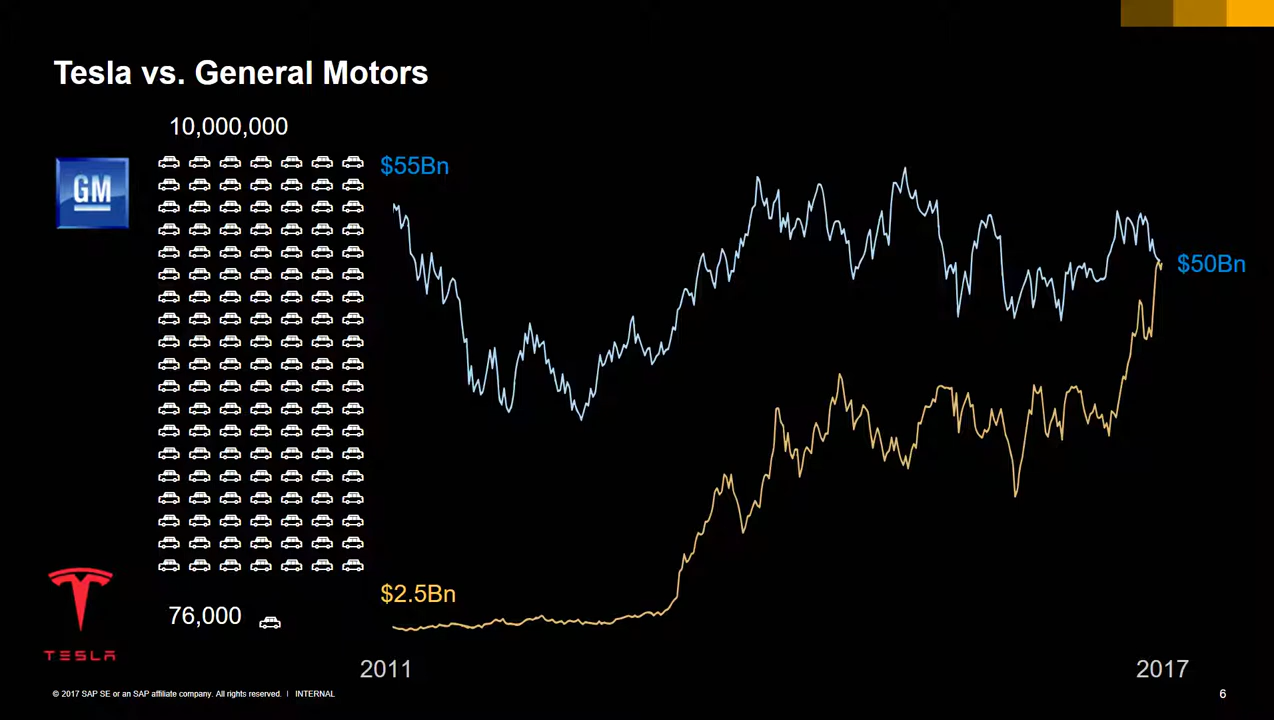 Tesla vs. General Motors
10,000,000
GM
$55Bn
$50Bn
$2.5Bn
76,000
TESLA
2011
2017
© 2017 SAP SE or an SAP affiliate company. All rights reserved. | INTERNAL
6